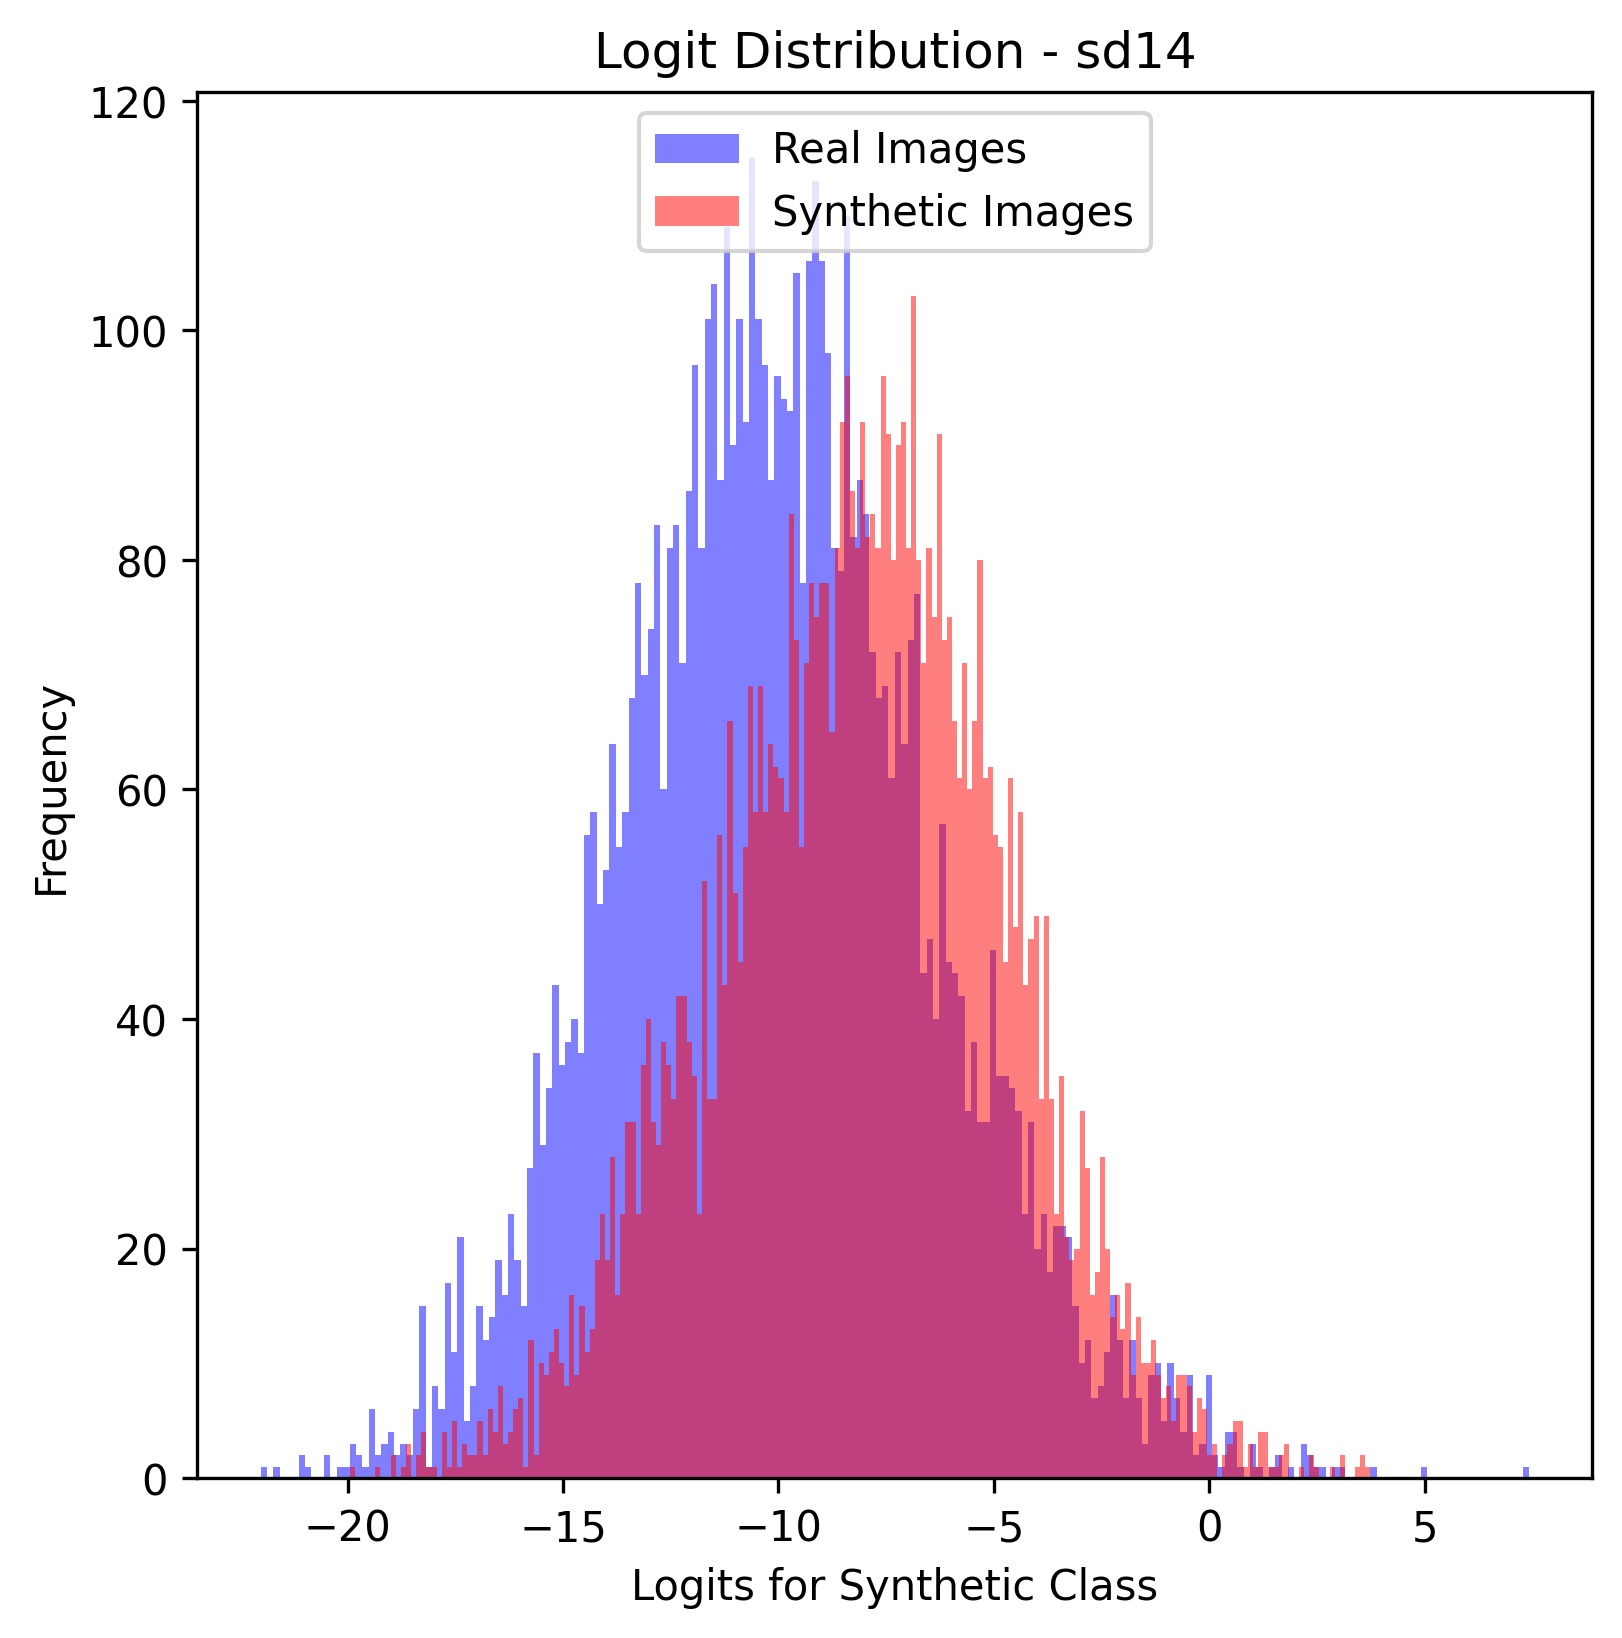 Logit Distribution - sd14
Real Images
Synthetic Images
120
100
80
60
40
20
0
Frequency
−20
−15
−10
−5
0
5
Logits for Synthetic Class